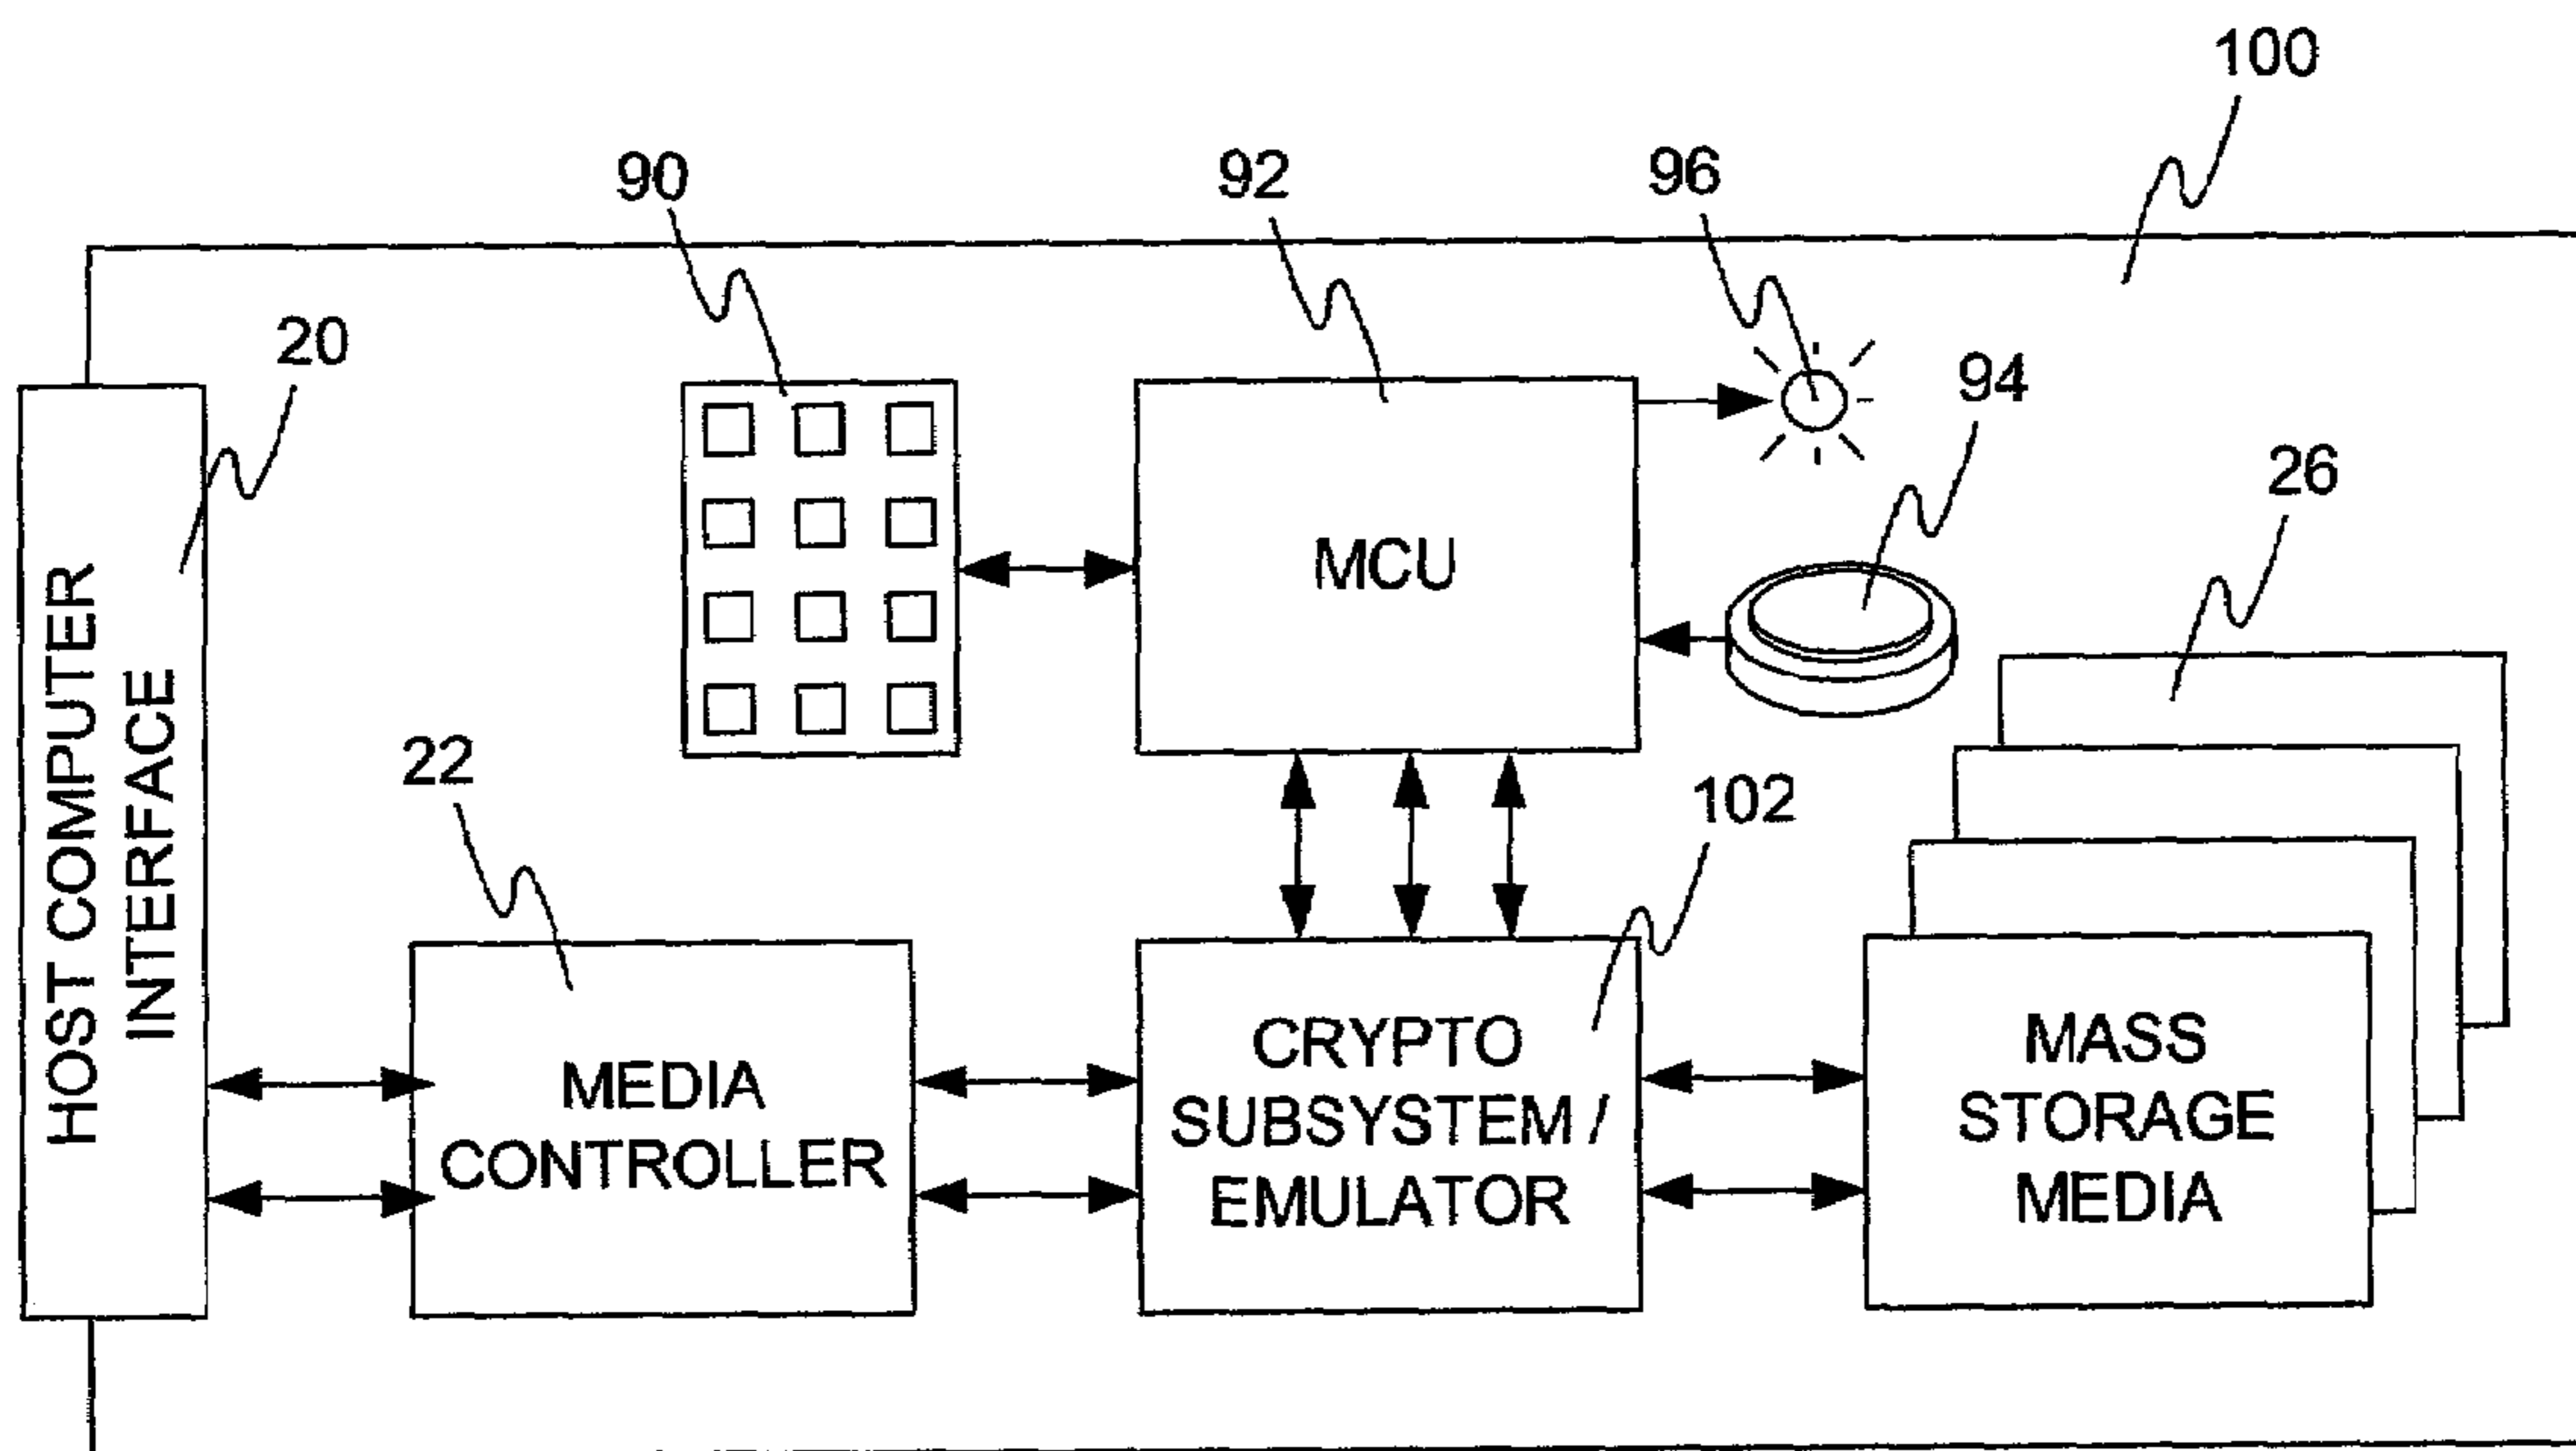 100
90
92
96
20
94
26
HOST COMPUTER
INTERFACE
MCU
22
102
MEDIA
CONTROLLER
CRYPTO
SUBSYSTEM /
EMULATOR
MASS
STORAGE
MEDIA